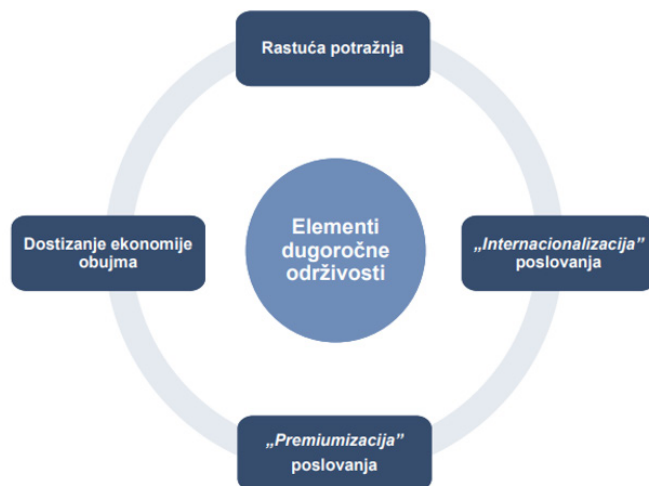 Rastuća potražnja
Dostizanje ekonomije
obujma
Elementi
dugoročne
održivosti
„Internacionalizacija”
poslovanja
„Premiumizacija”
poslovanja